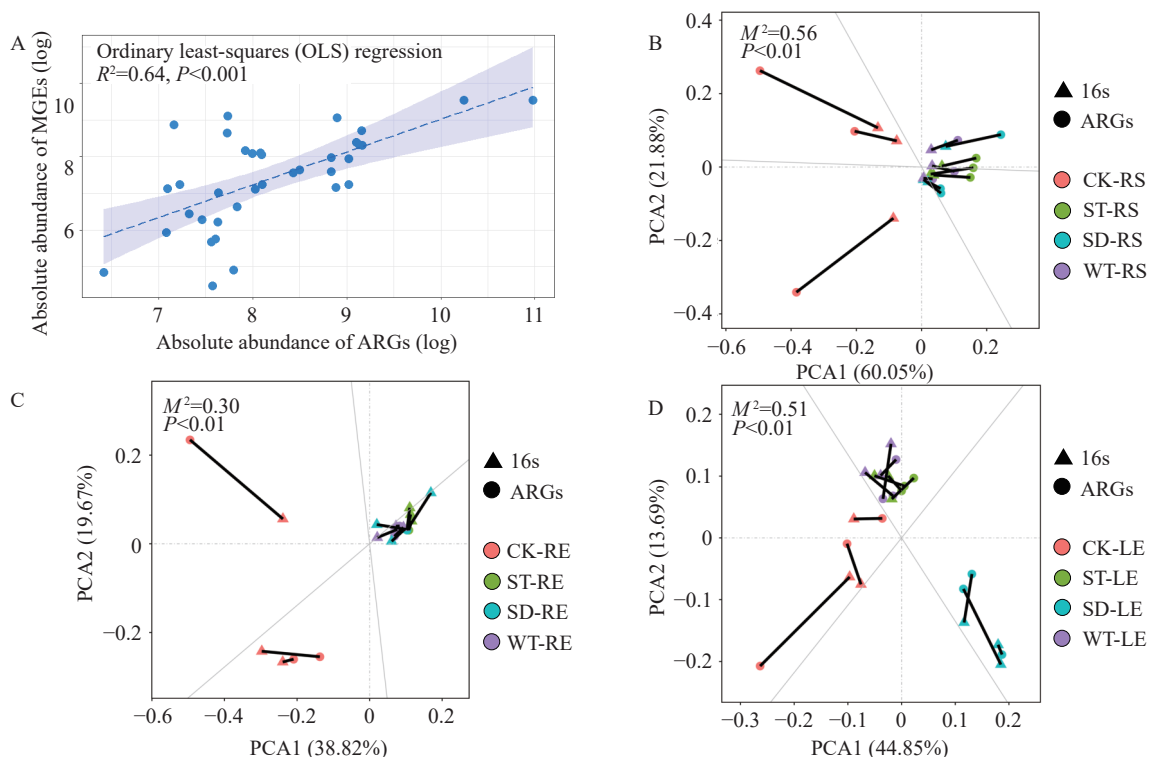 A
Ordinary least-squares (OLS) regression
R²=0.64, P<0.001
Absolute abundance of MGEs (log)
10
8
6
7
8
9
10
11
Absolute abundance of ARGs (log)
B
M²=0.56
P<0.01
PCA2 (21.88%)
0.4
0.2
0
−0.2
−0.4
−0.6
−0.4
−0.2
0
0.2
PCA1 (60.05%)
16s
ARGs
CK-RS
ST-RS
SD-RS
WT-RS
C
M²=0.30
P<0.01
PCA2 (19.67%)
0.2
0
−0.2
−0.6
−0.4
−0.2
0
0.2
PCA1 (38.82%)
16s
ARGs
CK-RE
ST-RE
SD-RE
WT-RE
D
M²=0.51
P<0.01
PCA2 (13.69%)
0.2
0.1
0
−0.1
−0.2
−0.3
−0.2
−0.1
0
0.1
0.2
PCA1 (44.85%)
16s
ARGs
CK-LE
ST-LE
SD-LE
WT-LE